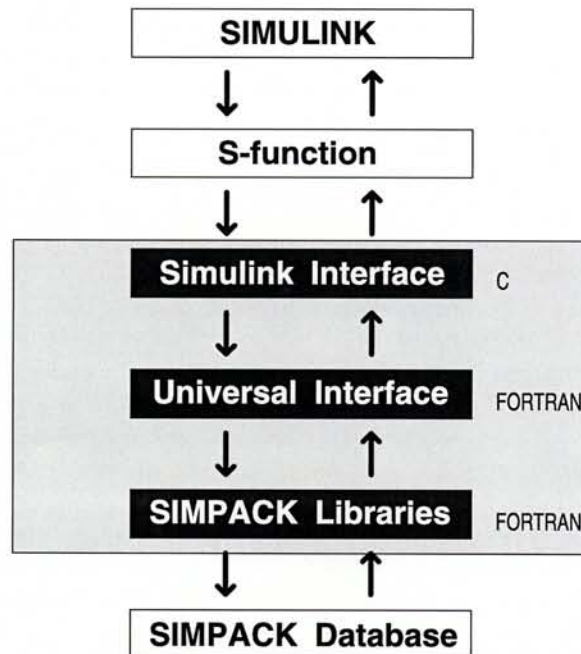 SIMULINK
S-function
Simulink Interface
C
Universal Interface
FORTRAN
SIMPACK Libraries
FORTRAN
SIMPACK Database